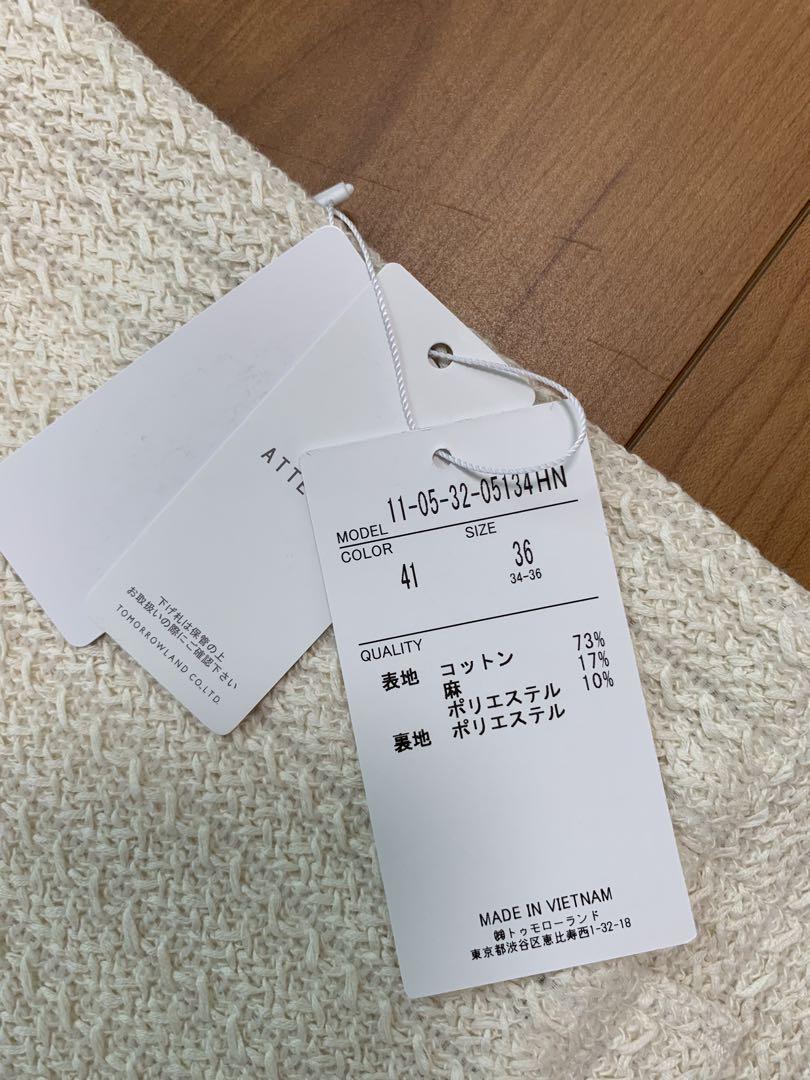 MODEL 11-05-32-05134HN
COLOR SIZE
41 36
34-36
QUALITY
表地 コットン 73%
麻 17%
ポリエステル 10%
裏地 ポリエステル
MADE IN VIETNAM
㈱トゥモローランド
東京都渋谷区恵比寿西1-32-18
下げ札は保管の上
お取扱いの際にご確認下さい
TOMORROWLAND CO.,LTD.